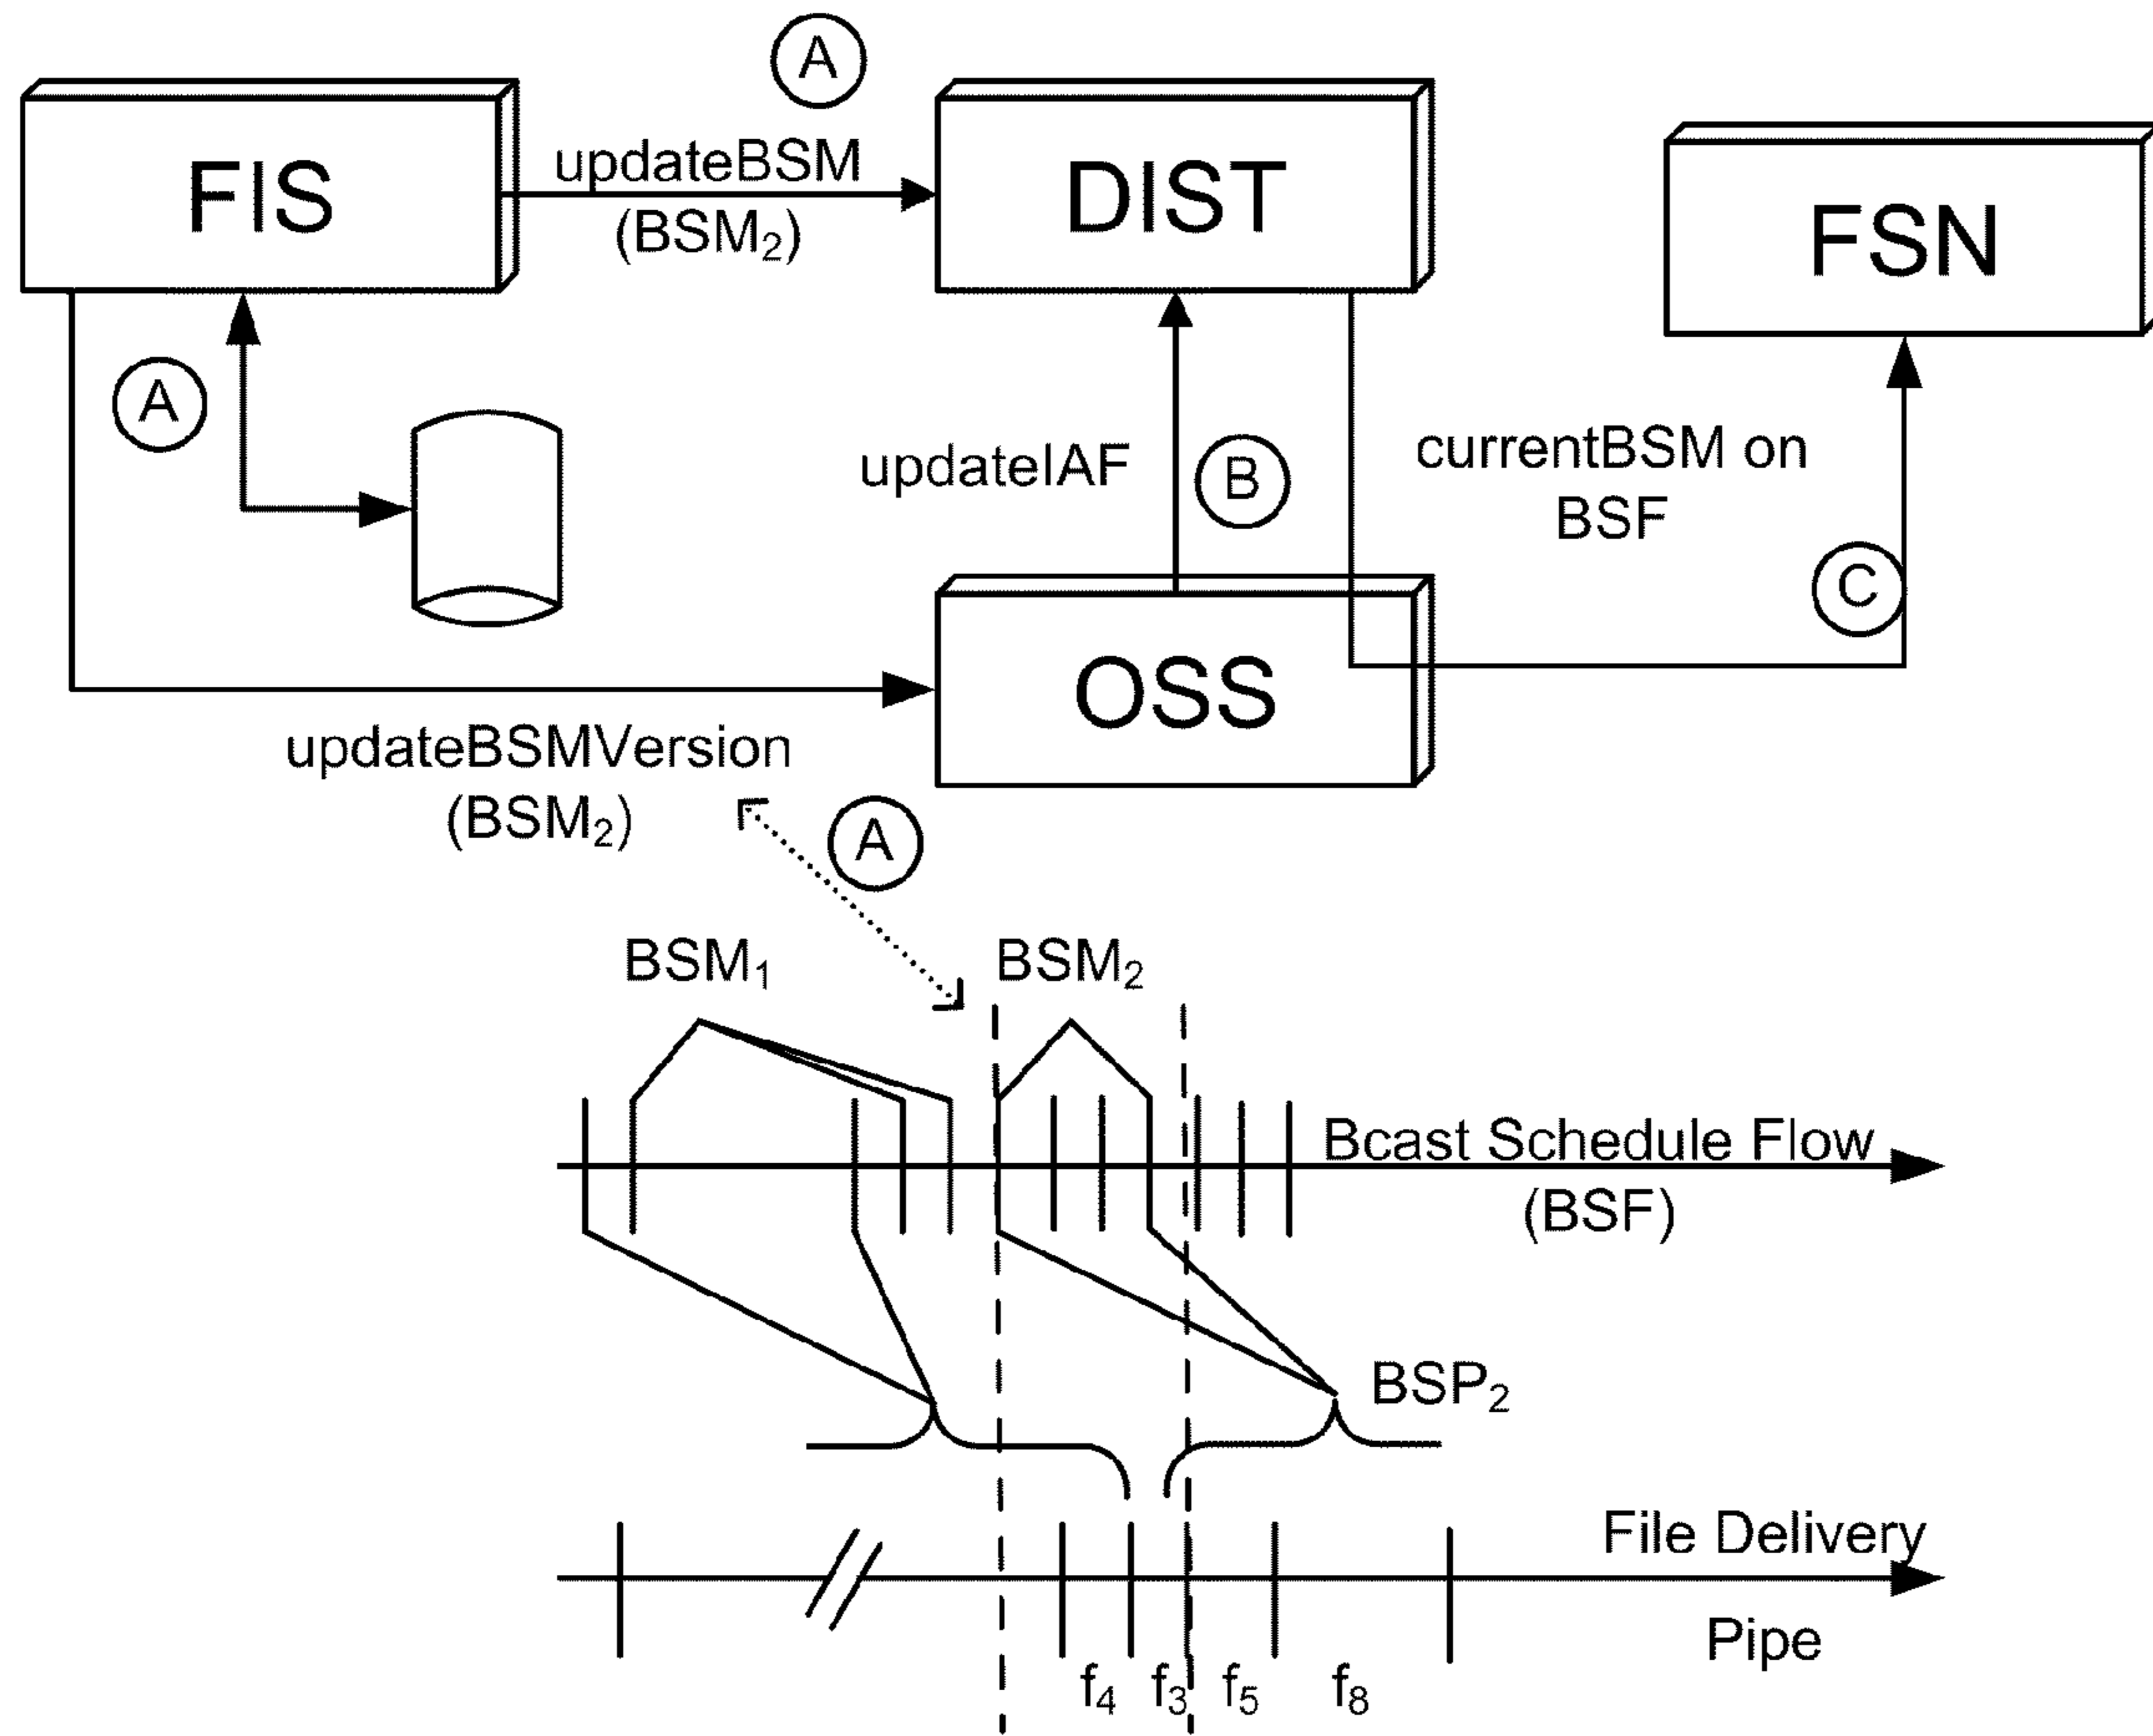 A
FIS
updateBSM
(BSM₂)
DIST
FSN
A
updateIAF
B
currentBSM on
BSF
C
OSS
updateBSMVersion
(BSM₂)
A
BSM₁
BSM₂
Bcast Schedule Flow
(BSF)
BSP₂
File Delivery
Pipe
f₄ f₃ f₅ f₈